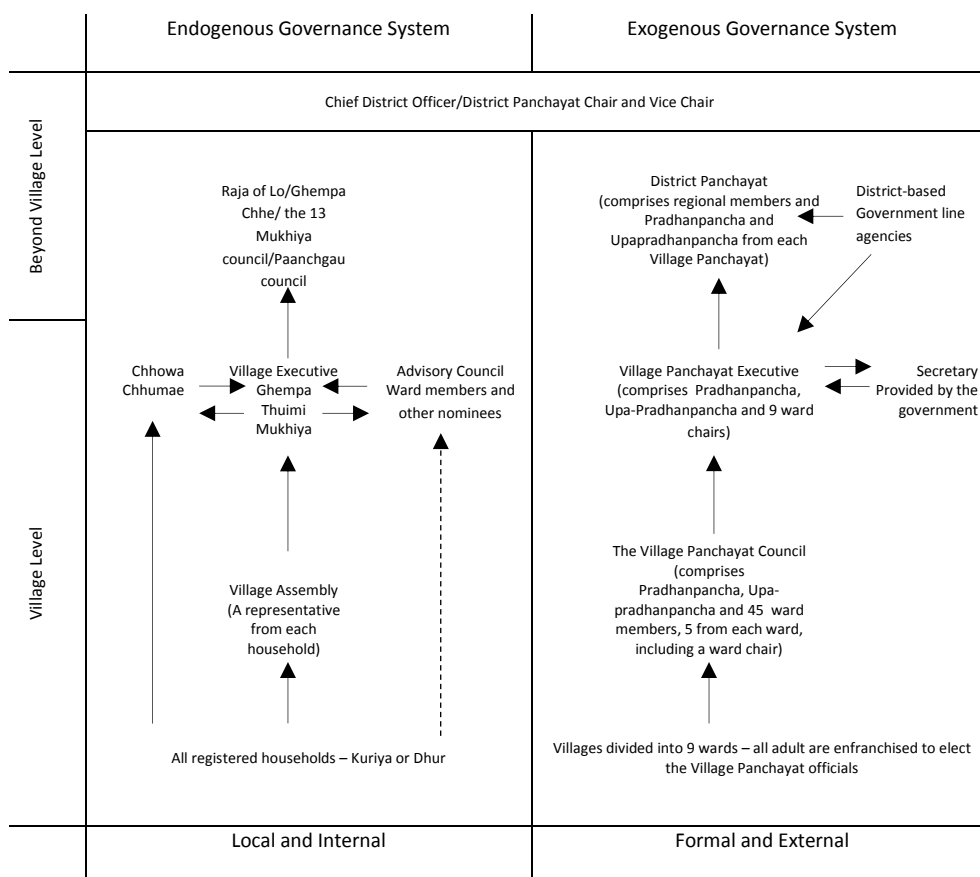 Endogenous Governance System
Exogenous Governance System
Beyond Village Level
Chief District Officer/District Panchayat Chair and Vice Chair
Raja of Lo/Ghempa
Chhe/ the 13
Mukhiya
council/Paanchgau
council
District Panchayat
(comprises regional members and
Pradhanpancha and
Upapradhanpancha from each
Village Panchayat)
District-based
Government line
agencies
Village Level
Chhowa
Chhumae
Village Executive
Ghempa
Thuimi
Mukhiya
Advisory Council
Ward members and
other nominees
Village Panchayat Executive
(comprises Pradhanpancha,
Upa-Pradhanpancha and 9 ward
chairs)
Secretary
Provided by the
government
Village Assembly
(A representative
from each
household)
The Village Panchayat Council
(comprises
Pradhanpancha, Upa-
pradhanpancha and 45 ward
members, 5 from each ward,
including a ward chair)
All registered households – Kuriya or Dhur
Villages divided into 9 wards – all adult are enfranchised to elect
the Village Panchayat officials
Local and Internal
Formal and External